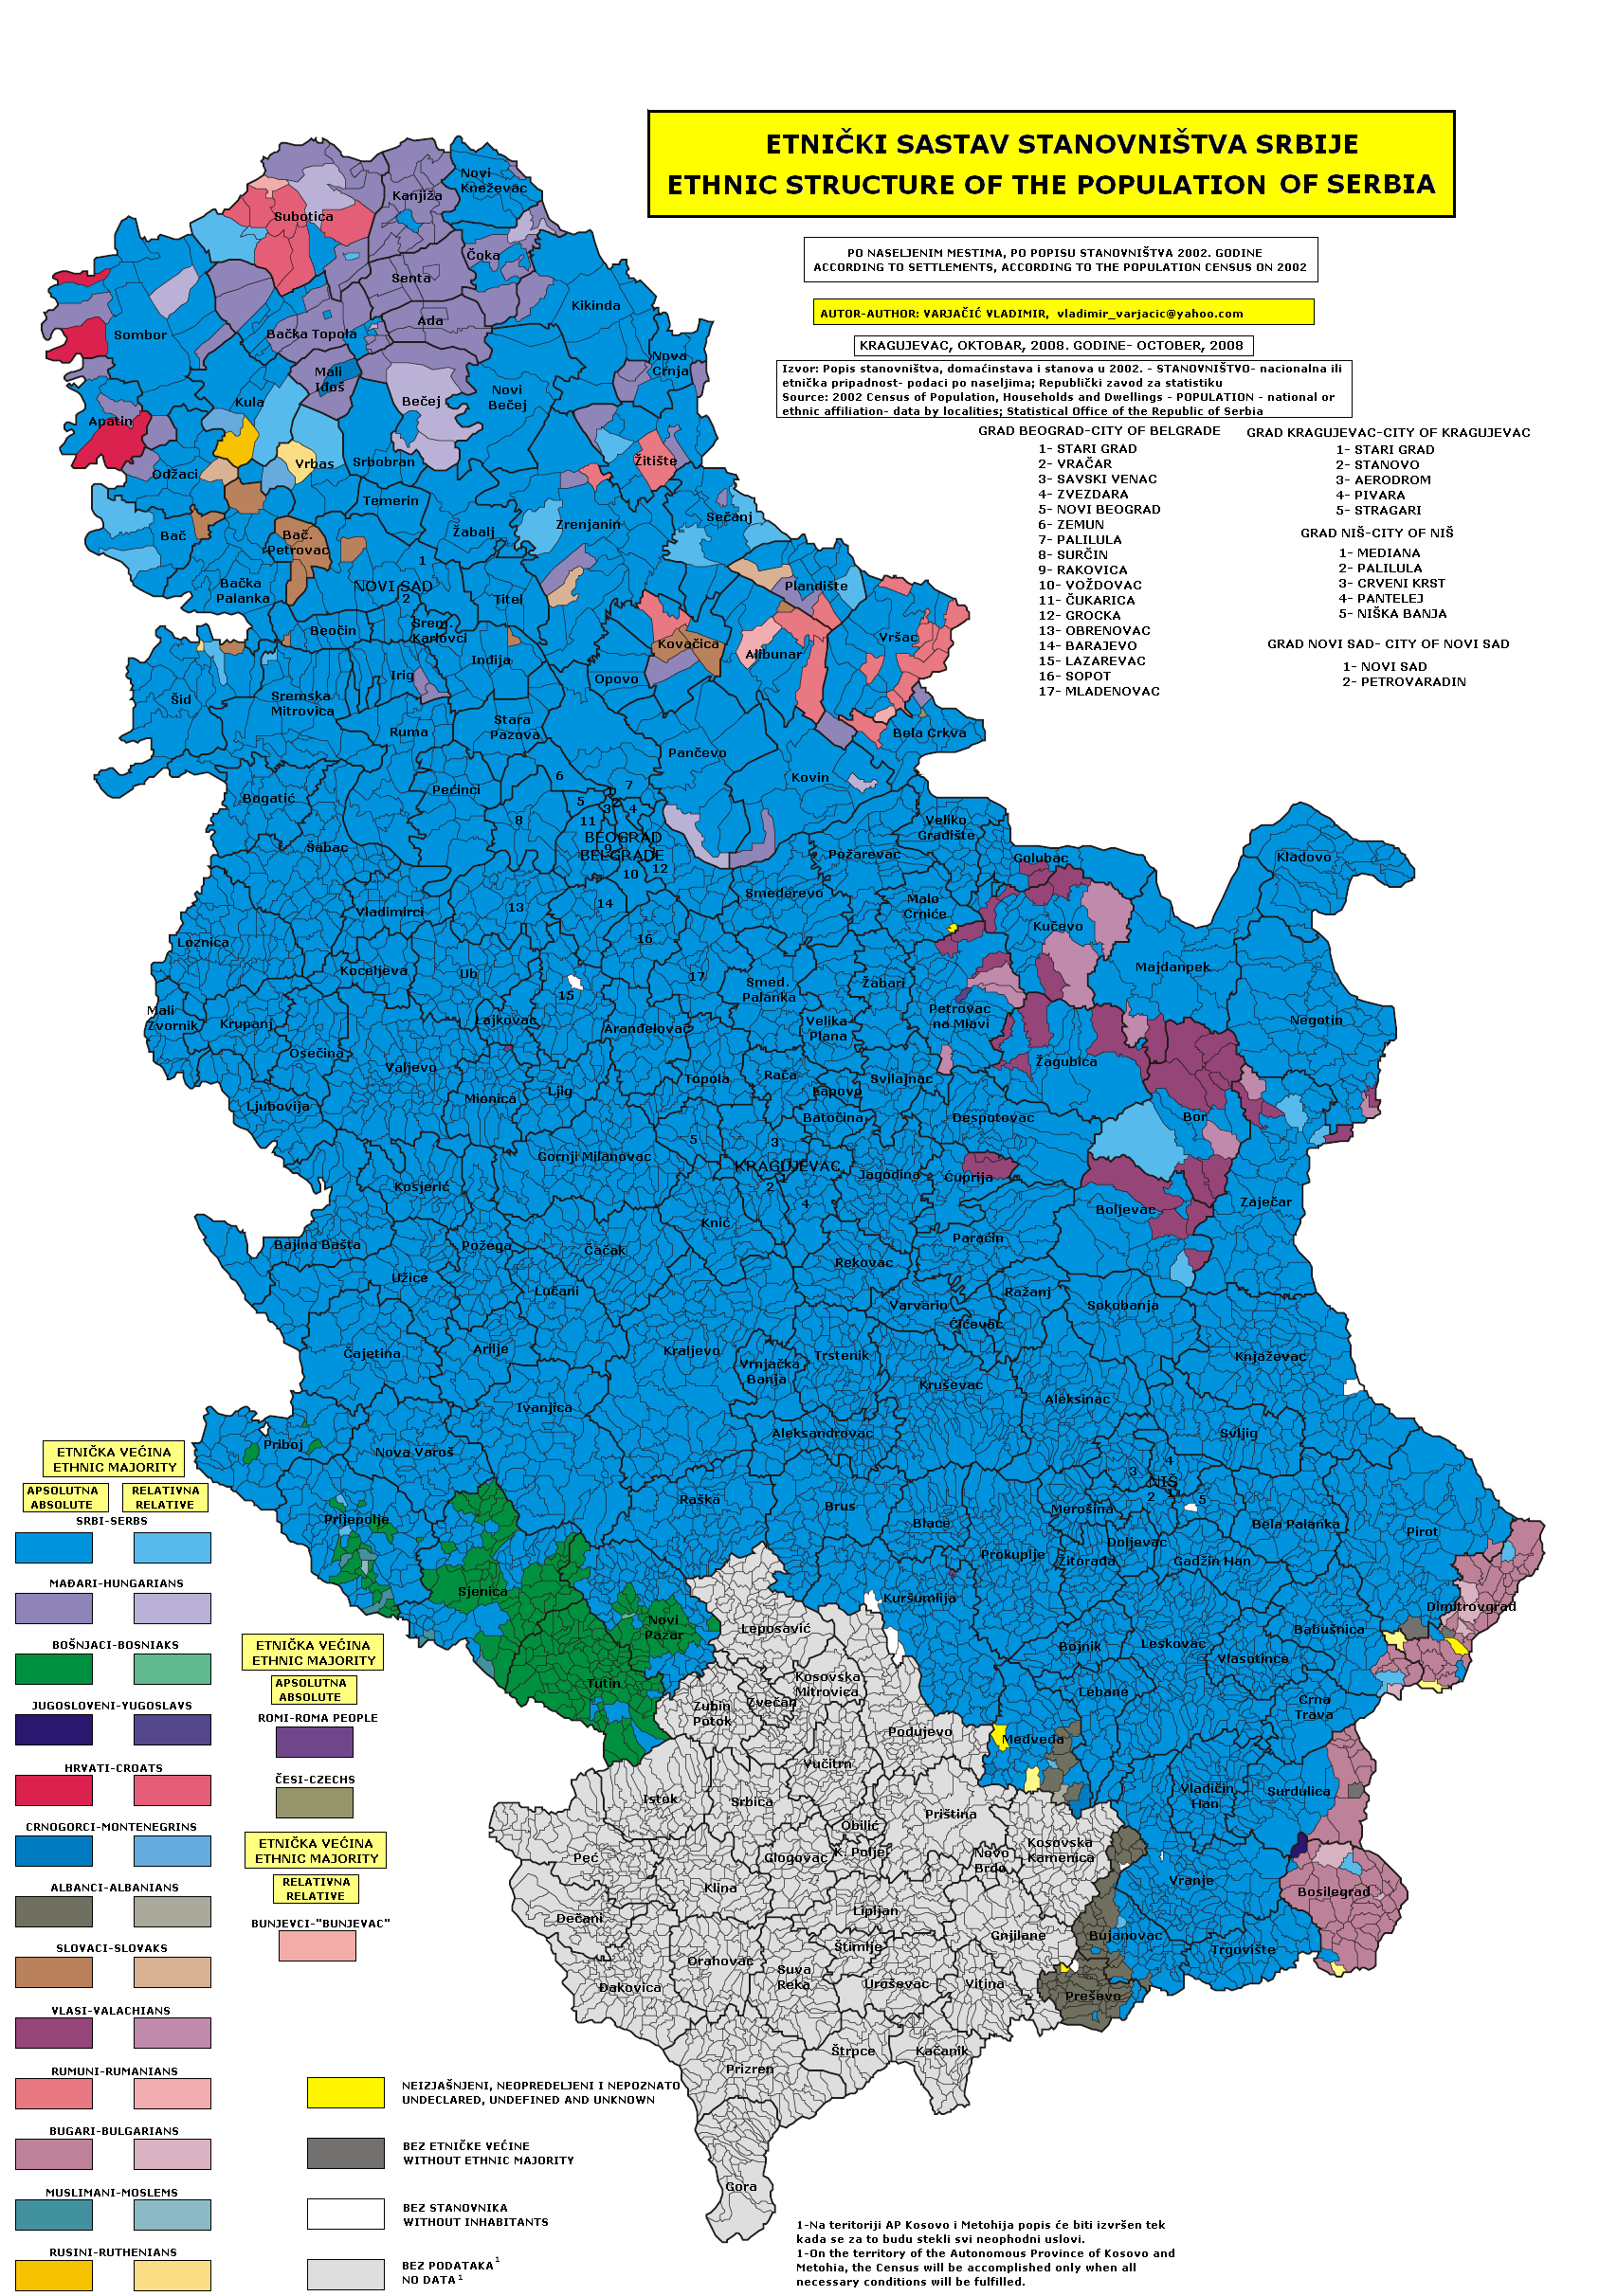 ETNIČKI SASTAV STANOVNIŠTVA SRBIJE
ETHNIC STRUCTURE OF THE POPULATION OF SERBIA
PO NASELJENIM MESTIMA, PO POPISU STANOVNIŠTVA 2002. GODINE
ACCORDING TO SETTLEMENTS, ACCORDING TO THE POPULATION CENSUS ON 2002
AUTOR-AUTHOR: VARJAČIĆ VLADIMIR, vladimir_varjacic@yahoo.com
KRAGUJEVAC, OKTOBAR, 2008. GODINE- OCTOBER, 2008
Izvor: Popis stanovništva, domaćinstava i stanova u 2002. - STANOVNIŠTVO- nacionalna ili
etnička pripadnost- podaci po naseljima; Republički zavod za statistiku
Source: 2002 Census of Population, Households and Dwellings - POPULATION - national or
ethnic affiliation- data by localities; Statistical Office of the Republic of Serbia
GRAD BEOGRAD-CITY OF BELGRADE
1- STARI GRAD
2- VRAČAR
3- SAVSKI VENAC
4- ZVEZDARA
5- NOVI BEOGRAD
6- ZEMUN
7- PALILULA
8- SURČIN
9- RAKOVICA
10- VOŽDOVAC
11- ČUKARICA
12- GROCKA
13- OBRENOVAC
14- BARAJEVO
15- LAZAREVAC
16- SOPOT
17- MLADENOVAC
GRAD KRAGUJEVAC-CITY OF KRAGUJEVAC
1- STARI GRAD
2- STANOVO
3- AERODROM
4- PIVARA
5- STRAGARI
GRAD NIŠ-CITY OF NIŠ
1- MEDIANA
2- PALILULA
3- CRVENI KRST
4- PANTELEJ
5- NIŠKA BANJA
GRAD NOVI SAD- CITY OF NOVI SAD
1- NOVI SAD
2- PETROVARADIN
Novi
Kneževac
Kanjiža
Subotica
Čoka
Senta
Kikinda
Ada
Sombor
Bačka Topola
Nova
Crnja
Mali
Iđoš
Novi
Bečej
Kula
Bečej
Apatin
Vrbas
Srbobran
Žitište
Odžaci
Temerin
Sečanj
Zrenjanin
Žabalj
Bač
Bač.
Petrovac
1
NOVI SAD
2
Bačka
Palanka
Titel
Plandište
Beočin
Srem.
Karlovci
Vršac
Kovačica
Alibunar
Inđija
Irig
Opovo
Šid
Sremska
Mitrovica
Ruma
Stara
Pazova
Bela Crkva
Pančevo
Kovin
6
7
Pećinci
Bogatić
5
1
2
3
4
8
11
BEOGRAD
9
BELGRADE
10
12
Veliko
Gradište
Šabac
Požarevac
Golubac
Kladovo
Smederevo
Malo
Crniće
13
14
Vladimirci
Kučevo
16
Loznica
Majdanpek
Koceljeva
Ub
17
15
Smed.
Palanka
Žabari
Petrovac
na Mlavi
Mali
Zvornik
Krupanj
Lajkovac
Aranđelovac
Velika
Plana
Negotin
Osečina
Valjevo
Žagubica
Topola
Rača
Svilajnac
Lapovo
Ljig
Mionica
Ljubovija
Batočina
Despotovac
Bor
5
3
Gornji Milanovac
KRAGUJEVAC
1
2
4
Jagodina
Ćuprija
Kosjerić
Boljevac
Zaječar
Knić
Bajina Bašta
Požega
Čačak
Paraćin
Rekovac
Užice
Lučani
Ražanj
Varvarin
Sokobanja
Ćićevac
Čajetina
Arilje
Kraljevo
Vrnjačka
Banja
Trstenik
Knjaževac
Kruševac
Aleksinac
Ivanjica
Aleksandrovac
Svljig
Priboj
Nova Varoš
3
4
NIŠ
2
1
5
Raška
Brus
Merošina
Prijepolje
Blace
Bela Palanka
Pirot
Doljevac
Prokuplje
Žitorađa
Gadžin Han
Sjenica
Kuršumlija
Dimitrovgrad
Novi
Pazar
Leposavić
Babušnica
Bojnik
Leskovac
Vlasotince
Tutin
Kosovska
Mitrovica
Zubin
Potok
Zvečan
Lebane
Crna
Trava
Podujevo
Medveđa
Vučitrn
Vladičin
Han
Surdulica
Istok
Srbica
Priština
Obilić
Peć
Glogovac
K. Polje
Novo
Brdo
Kosovska
Kamenica
Klina
Vranje
Bosilegrad
Dečani
Lipljan
Gnjilane
Bujanovac
Štimlje
Trgovište
Orahovac
Suva
Reka
Đakovica
Uroševac
Vitina
Preševo
Štrpce
Kačanik
Prizren
Gora
ETNIČKA VEĆINA
ETHNIC MAJORITY
APSOLUTNA
ABSOLUTE
RELATIVNA
RELATIVE
SRBI-SERBS
MAĐARI-HUNGARIANS
BOŠNJACI-BOSNIAKS
JUGOSLOVENI-YUGOSLAVS
HRVATI-CROATS
CRNOGORCI-MONTENEGRINS
ALBANCI-ALBANIANS
SLOVACI-SLOVAKS
VLASI-VALACHIANS
RUMUNI-RUMANIANS
BUGARI-BULGARIANS
MUSLIMANI-MOSLEMS
RUSINI-RUTHENIANS
ETNIČKA VEĆINA
ETHNIC MAJORITY
APSOLUTNA
ABSOLUTE
ROMI-ROMA PEOPLE
ČESI-CZECHS
ETNIČKA VEĆINA
ETHNIC MAJORITY
RELATIVNA
RELATIVE
BUNJEVCI-"BUNJEVAC"
NEIZJAŠNJENI, NEOPREDELJENI I NEPOZNATO
UNDECLARED, UNDEFINED AND UNKNOWN
BEZ ETNIČKE VEĆINE
WITHOUT ETHNIC MAJORITY
BEZ STANOVNIKA
WITHOUT INHABITANTS
BEZ PODATAKA 1
NO DATA 1
1-Na teritoriji AP Kosovo i Metohija popis će biti izvršen tek
kada se za to budu stekli svi neophodni uslovi.
1-On the territory of the Autonomous Province of Kosovo and
Metohia, the Census will be accomplished only when all
necessary conditions will be fulfilled.